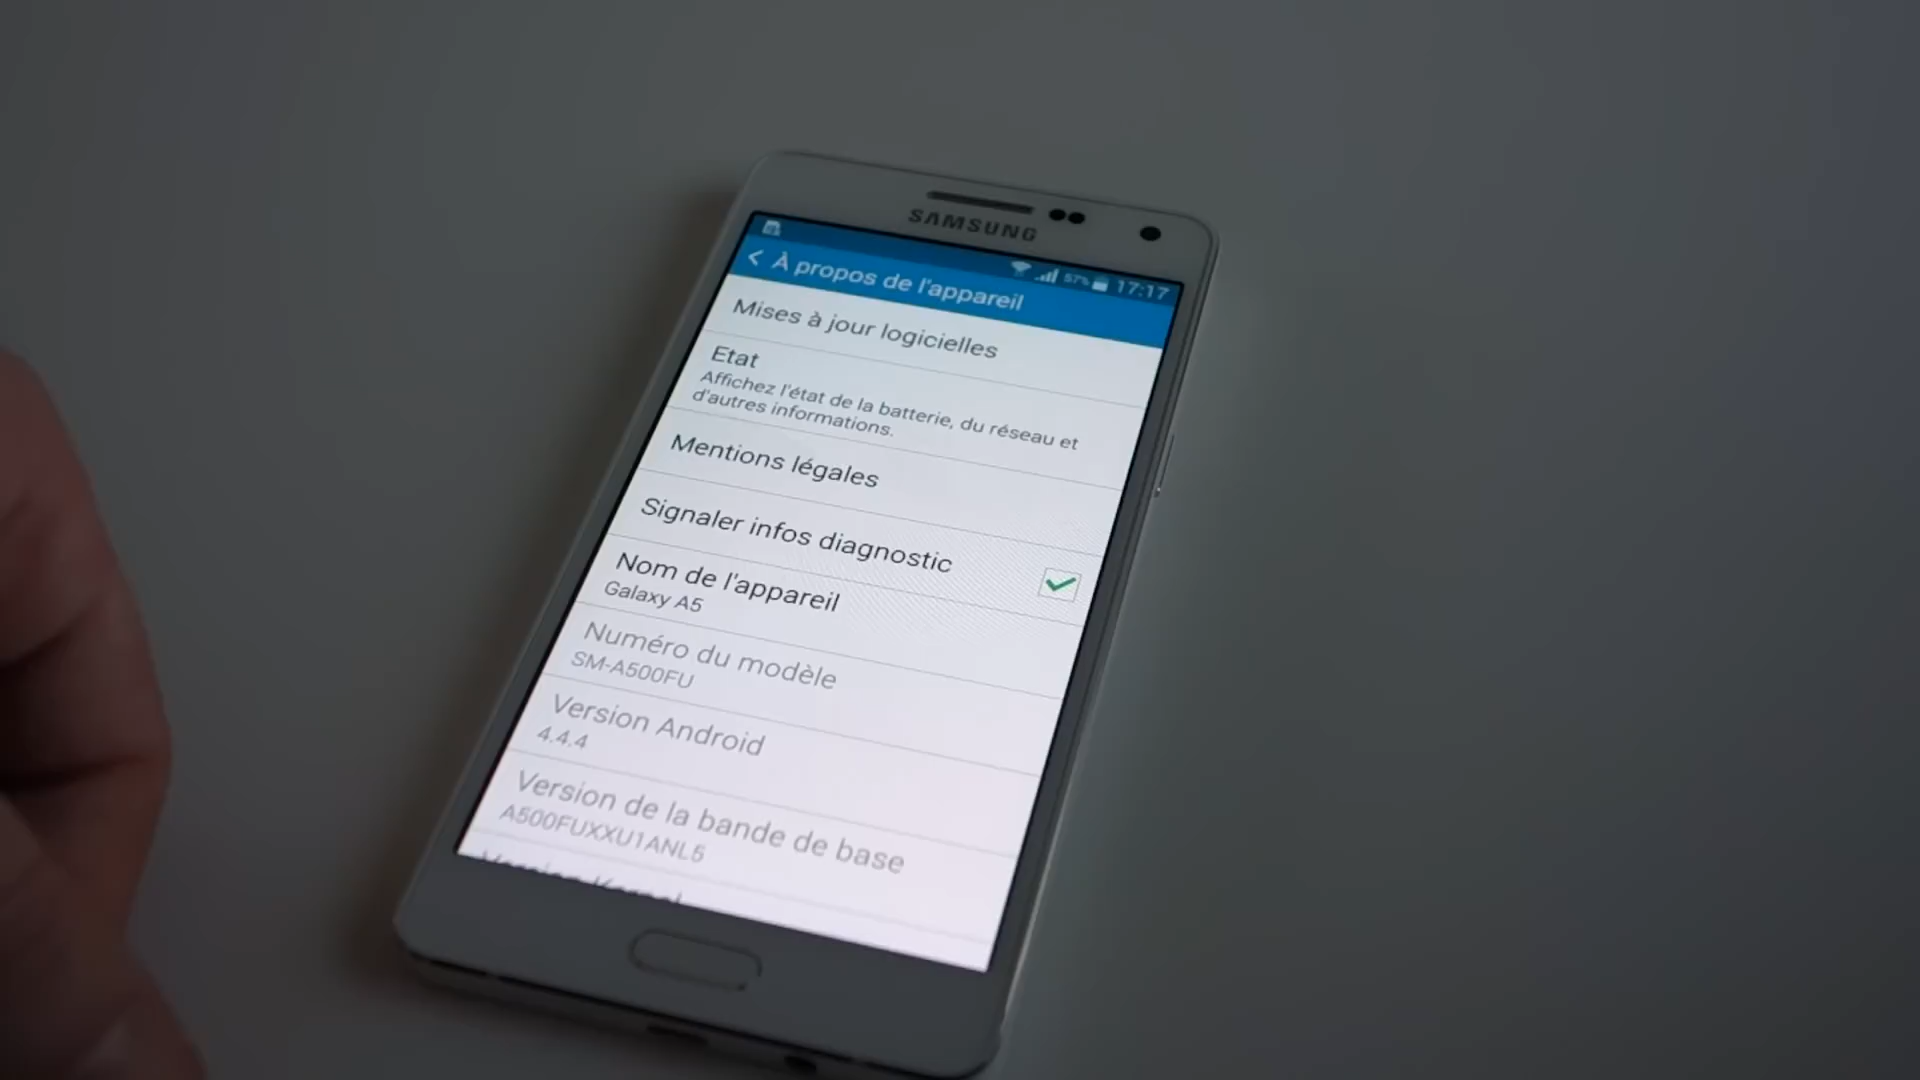 SAMSUNG
57% 17:17
À propos de l'appareil
Mises à jour logicielles
Etat
Affichez l'état de la batterie, du réseau et
d'autres informations.
Mentions légales
Signaler infos diagnostic
Nom de l'appareil
Galaxy A5
Numéro du modèle
SM-A500FU
Version Android
4.4.4
Version de la bande de base
A500FUXXU1ANL5
Version Kernel